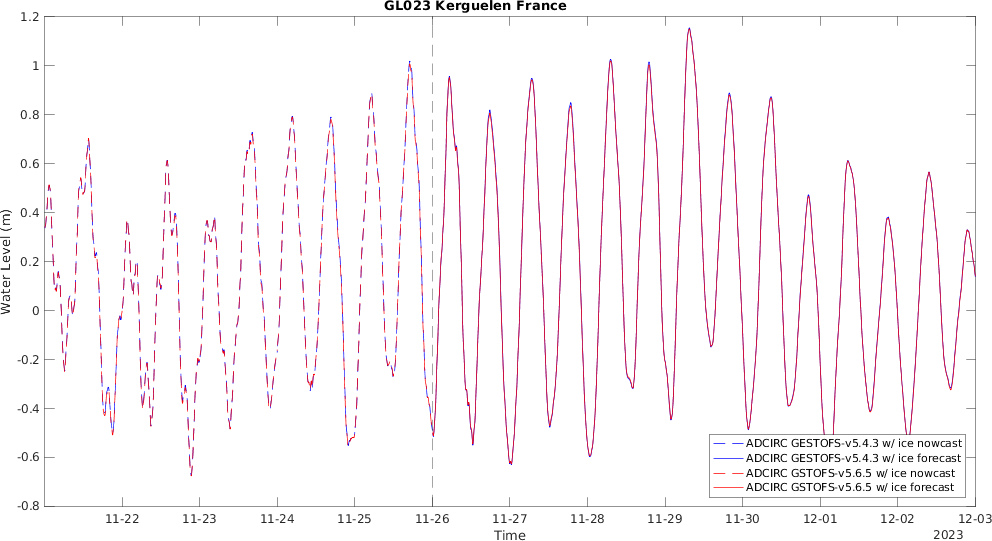 GL023 Kerguelen France
1.2
1
0.8
0.6
0.4
0.2
0
-0.2
-0.4
-0.6
-0.8
Water Level (m)
ADCIRC GESTOFS-v5.4.3 w/ ice nowcast
ADCIRC GESTOFS-v5.4.3 w/ ice forecast
ADCIRC GSTOFS-v5.6.5 w/ ice nowcast
ADCIRC GSTOFS-v5.6.5 w/ ice forecast
11-22 11-23 11-24 11-25 11-26 11-27 11-28 11-29 11-30 12-01 12-02 12-03
Time
2023